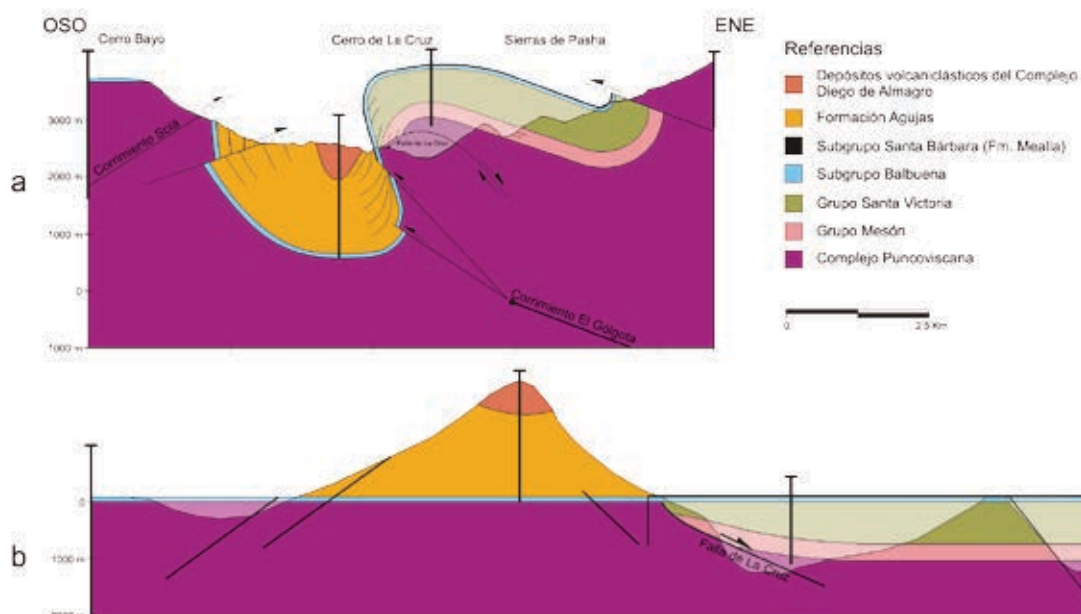 OSO
ENE
Cerro Bayo
Cerro de La Cruz
Sierras de Pasha
Referencias
Depósitos volcaniclásticos del Complejo
Diego de Almagro
Formación Agujas
Subgrupo Santa Bárbara (Fm. Mealla)
Subgrupo Balbuena
Grupo Santa Victoria
Grupo Mesón
Complejo Puncoviscana
0
2.5 Km
a
3000 m
2000 m
1000 m
0
1000 m
Corrimiento Sola
Falla de La Cruz
Corrimiento El Gólgota
b
0
1000 m
Falla de La Cruz